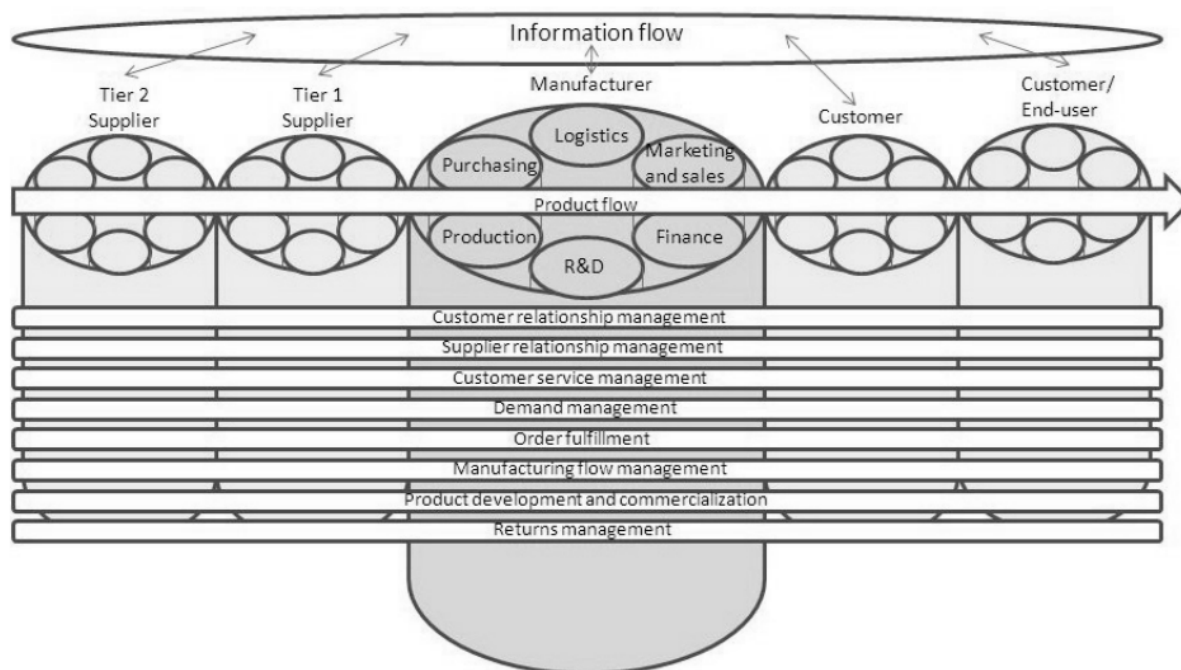 Information flow
Tier 2
Supplier
Tier 1
Supplier
Manufacturer
Customer
Customer/
End-user
Logistics
Purchasing
Marketing
and sales
Product flow
Production
Finance
R&D
Customer relationship management
Supplier relationship management
Customer service management
Demand management
Order fulfillment
Manufacturing flow management
Product development and commercialization
Returns management